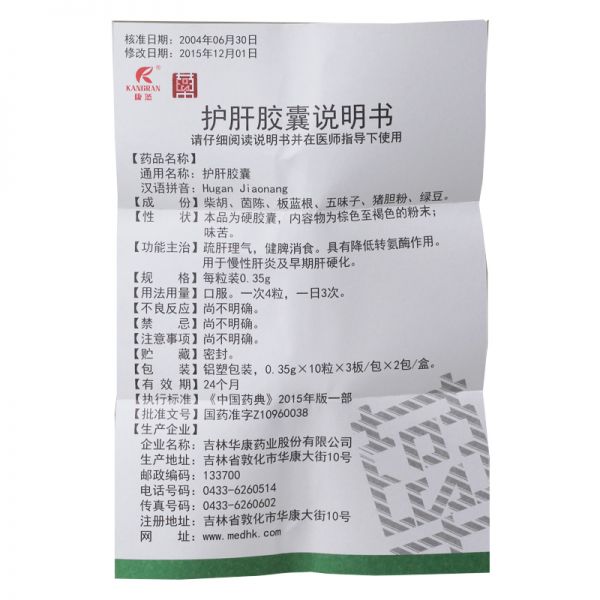 核准日期：2004年06月30日
修改日期：2015年12月01日
KANGRAN
康然
护肝胶囊说明书
请仔细阅读说明书并在医师指导下使用
【药品名称】
通用名称：护肝胶囊
汉语拼音：Hugan Jiaonang
【成 份】柴胡、茵陈、板蓝根、五味子、猪胆粉、绿豆。
【性 状】本品为硬胶囊，内容物为棕色至褐色的粉末；
味苦。
【功能主治】疏肝理气，健脾消食。具有降低转氨酶作用。
用于慢性肝炎及早期肝硬化。
【规 格】每粒装0.35g
【用法用量】口服。一次4粒，一日3次。
【不良反应】尚不明确。
【禁 忌】尚不明确。
【注意事项】尚不明确。
【贮 藏】密封。
【包 装】铝塑包装，0.35g×10粒×3板/包×2包/盒。
【有 效 期】24个月
【执行标准】《中国药典》2015年版一部
【批准文号】国药准字Z10960038
【生产企业】
企业名称：吉林华康药业股份有限公司
生产地址：吉林省敦化市华康大街10号
邮政编码：133700
电话号码：0433-6260514
传真号码：0433-6260602
注册地址：吉林省敦化市华康大街10号
网 址：www.medhk.com